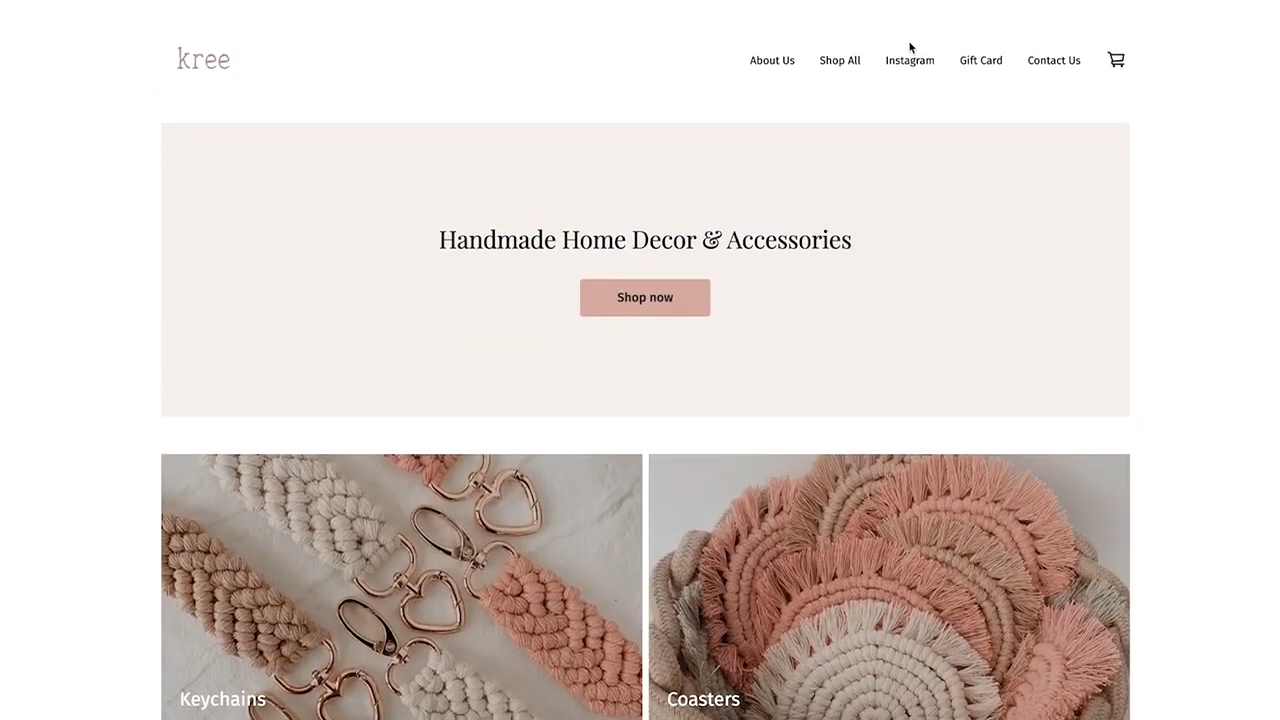 kree
About Us Shop All Instagram Gift Card Contact Us
Handmade Home Decor & Accessories
Shop now
Keychains
Coasters